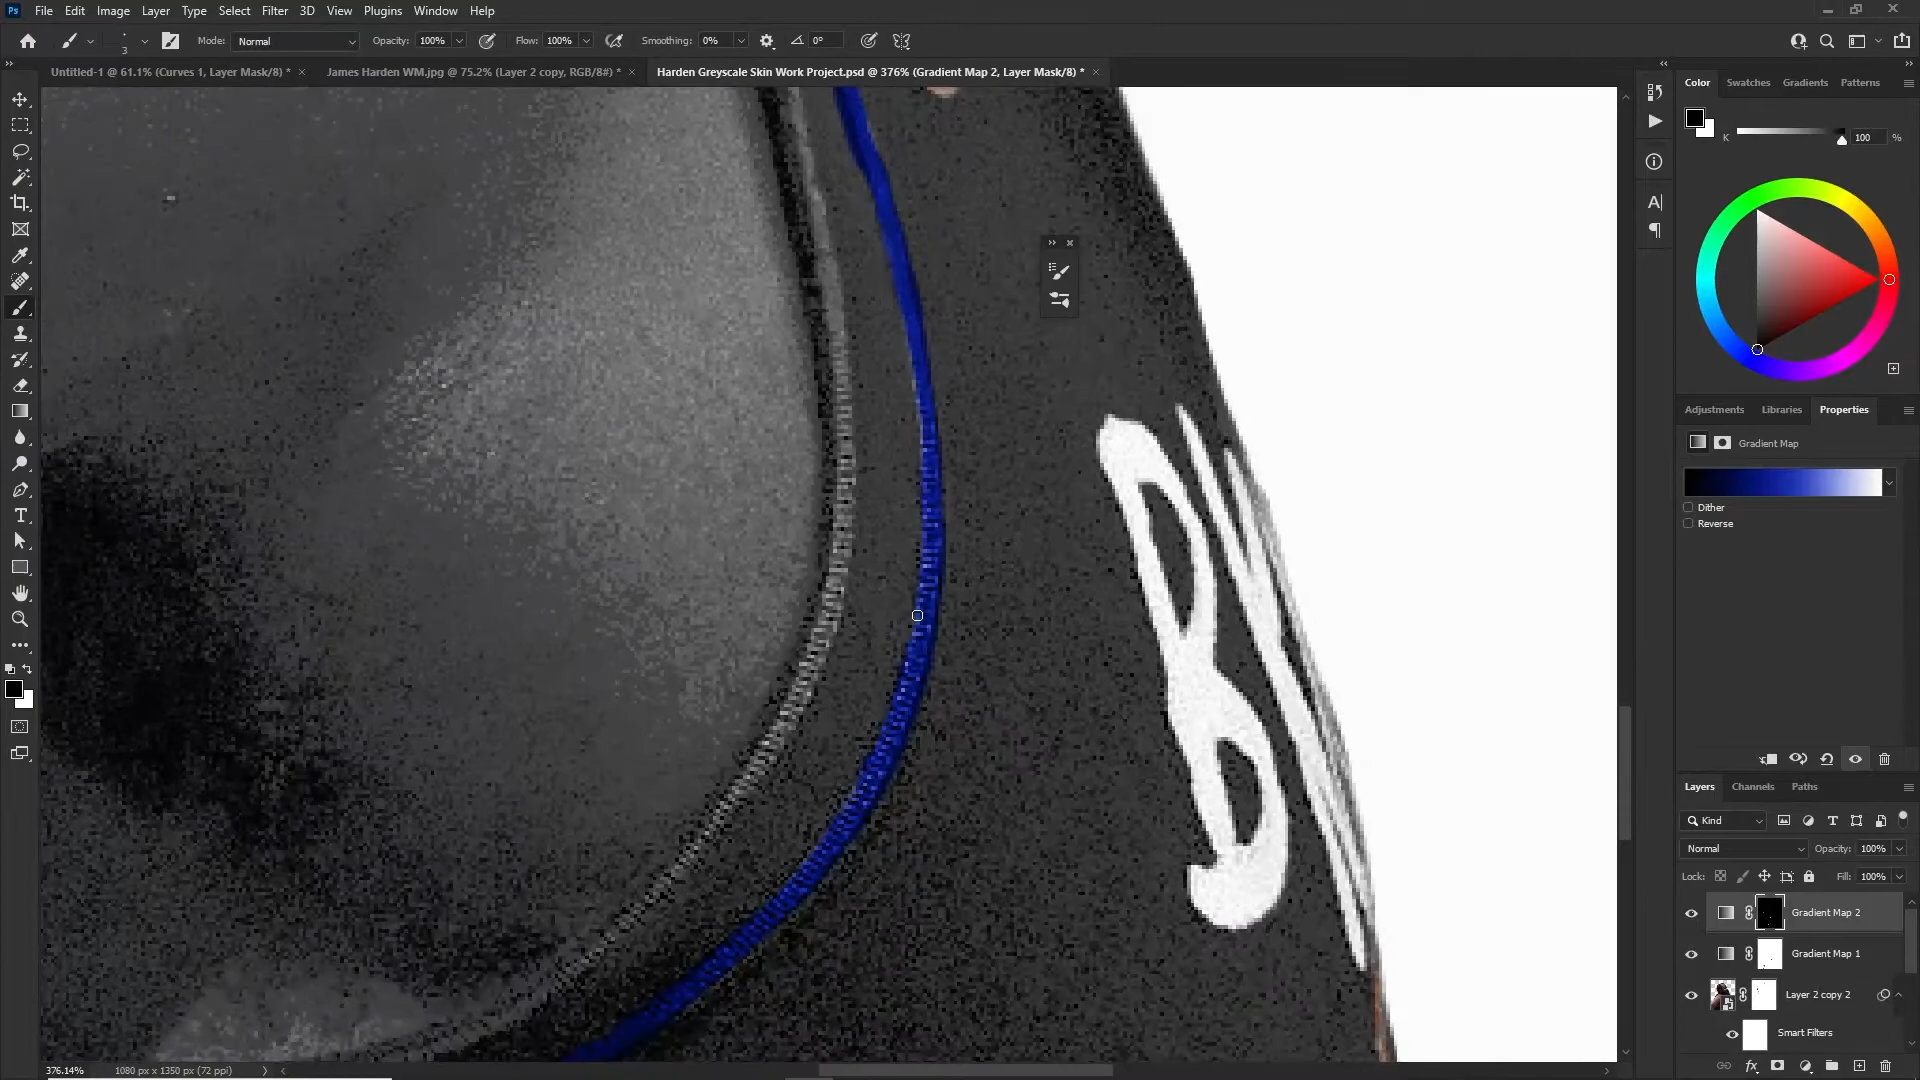 Ps File Edit Image Layer Type Select Filter 3D View Plugins Window Help
3 Mode: Normal Opacity: 100% Flow: 100% Smoothing: 0% 0°
Untitled-1 @ 61.1% (Curves 1, Layer Mask/8) * × James Harden WM.jpg @ 75.2% (Layer 2 copy, RGB/8#) * × Harden Greyscale Skin Work Project.psd @ 376% (Gradient Map 2, Layer Mask/8) * ×
Color Swatches Gradients Patterns
K 100 %
Adjustments Libraries Properties
Gradient Map
Dither
Reverse
Layers Channels Paths
Kind
Normal Opacity: 100%
Lock: Fill: 100%
Gradient Map 2
Gradient Map 1
Layer 2 copy 2
Smart Filters
376.14% 1080 px x 1350 px (72 ppi)